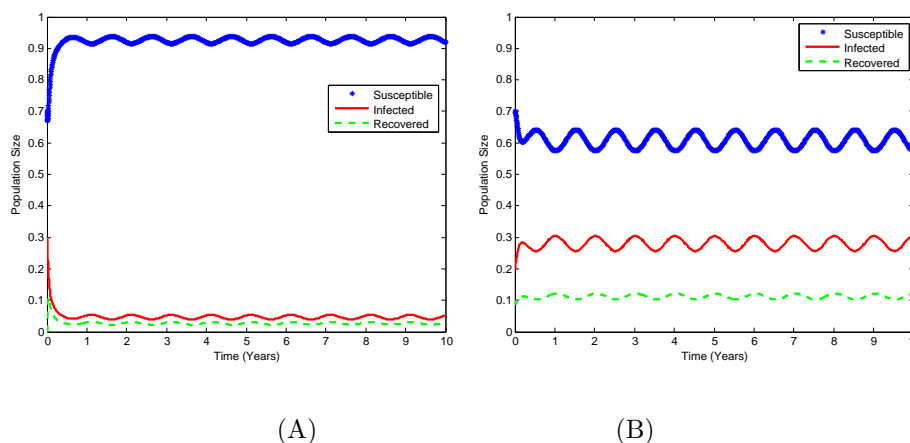 1
0.9
0.8
0.7
0.6
0.5
0.4
0.3
0.2
0.1
0
Population Size
Susceptible
Infected
Recovered
0 1 2 3 4 5 6 7 8 9 10
Time (Years)
(A)
1
0.9
0.8
0.7
0.6
0.5
0.4
0.3
0.2
0.1
0
Population Size
Susceptible
Infected
Recovered
0 1 2 3 4 5 6 7 8 9 10
Time (Years)
(B)